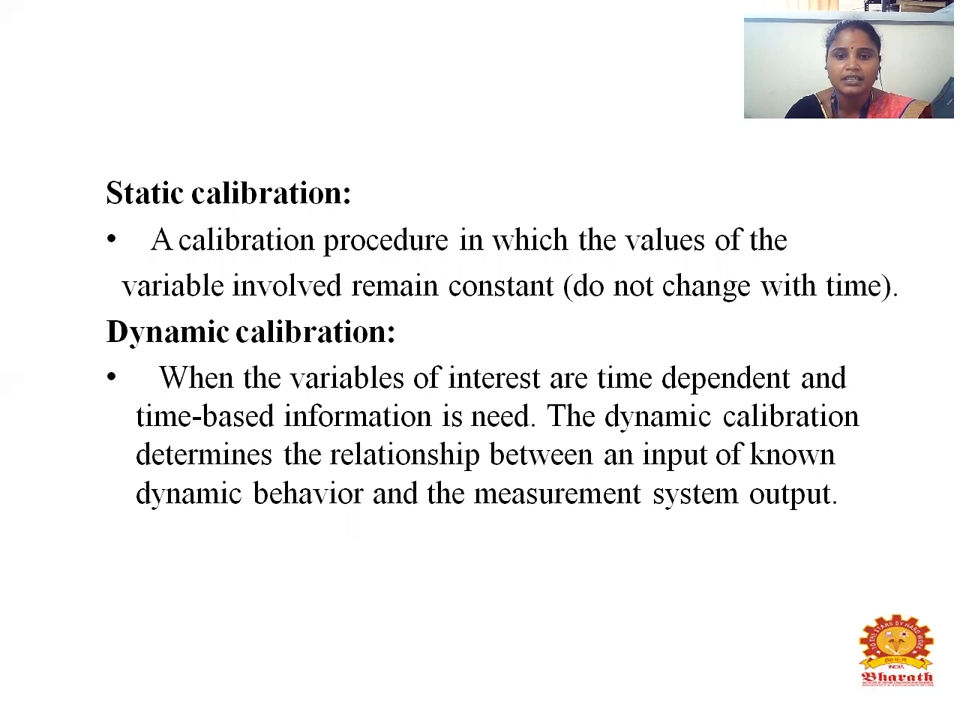 Static calibration:
• A calibration procedure in which the values of the
variable involved remain constant (do not change with time).
Dynamic calibration:
• When the variables of interest are time dependent and
time-based information is need. The dynamic calibration
determines the relationship between an input of known
dynamic behavior and the measurement system output.
BIHER
INDIA
Bharath